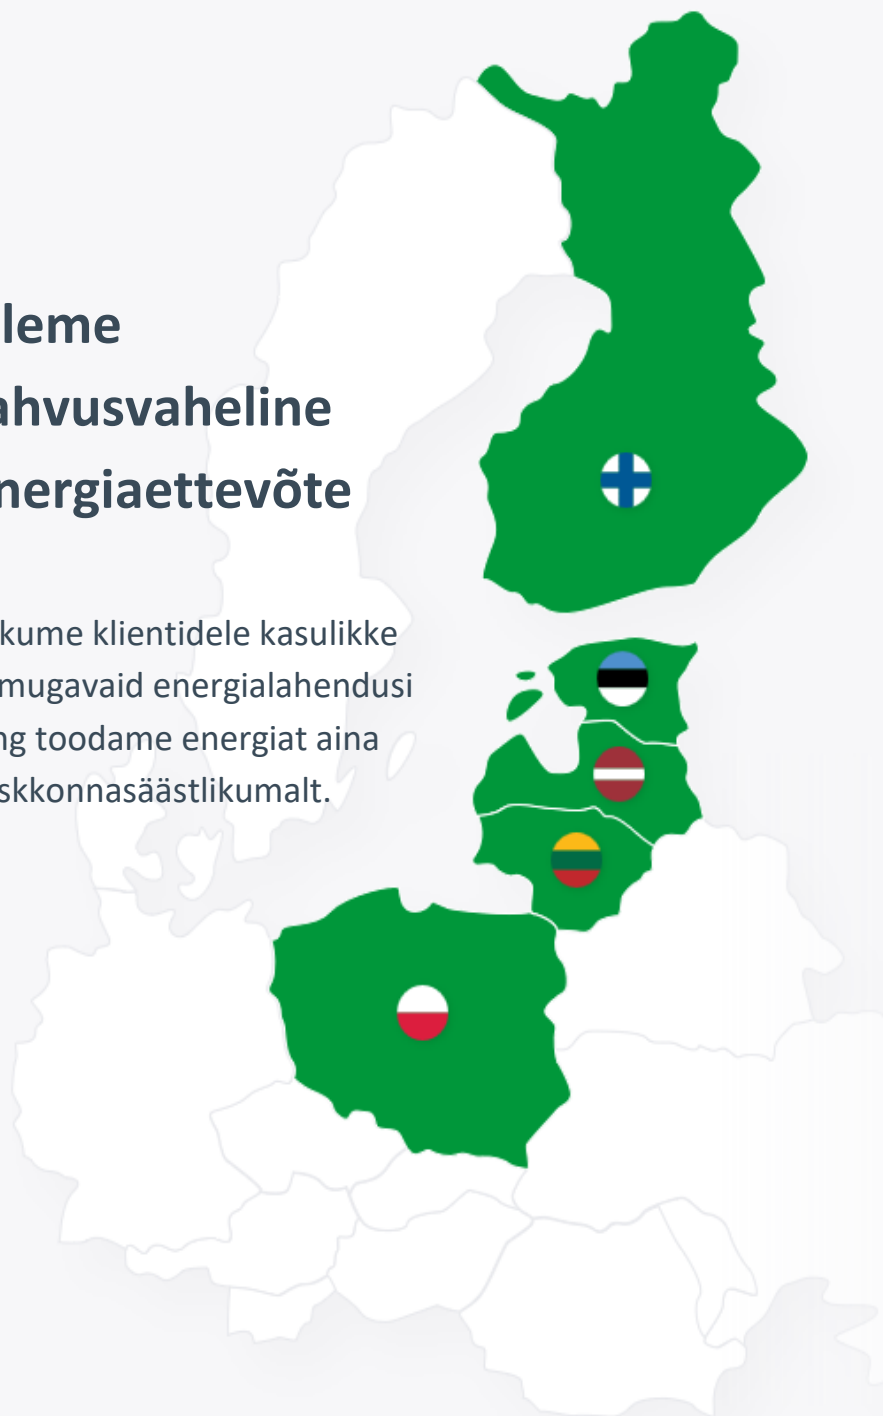 leme
ahvusvaheline
nergiaettevõte
kume klientidele kasulikke
mugavaid energialahendusi
ng toodame energiat aina
skkonnasäästlikumalt.